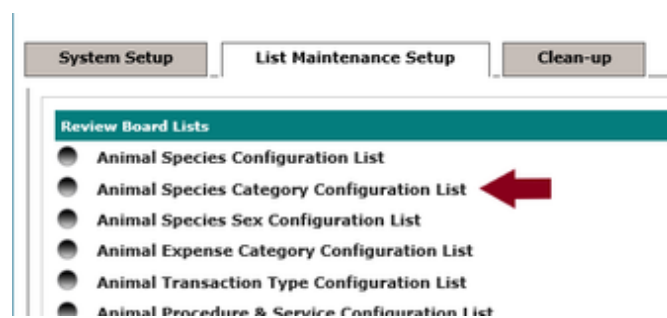 System Setup List Maintenance Setup Clean-up
Review Board Lists
Animal Species Configuration List
Animal Species Category Configuration List
Animal Species Sex Configuration List
Animal Expense Category Configuration List
Animal Transaction Type Configuration List
Animal Procedure & Service Configuration List